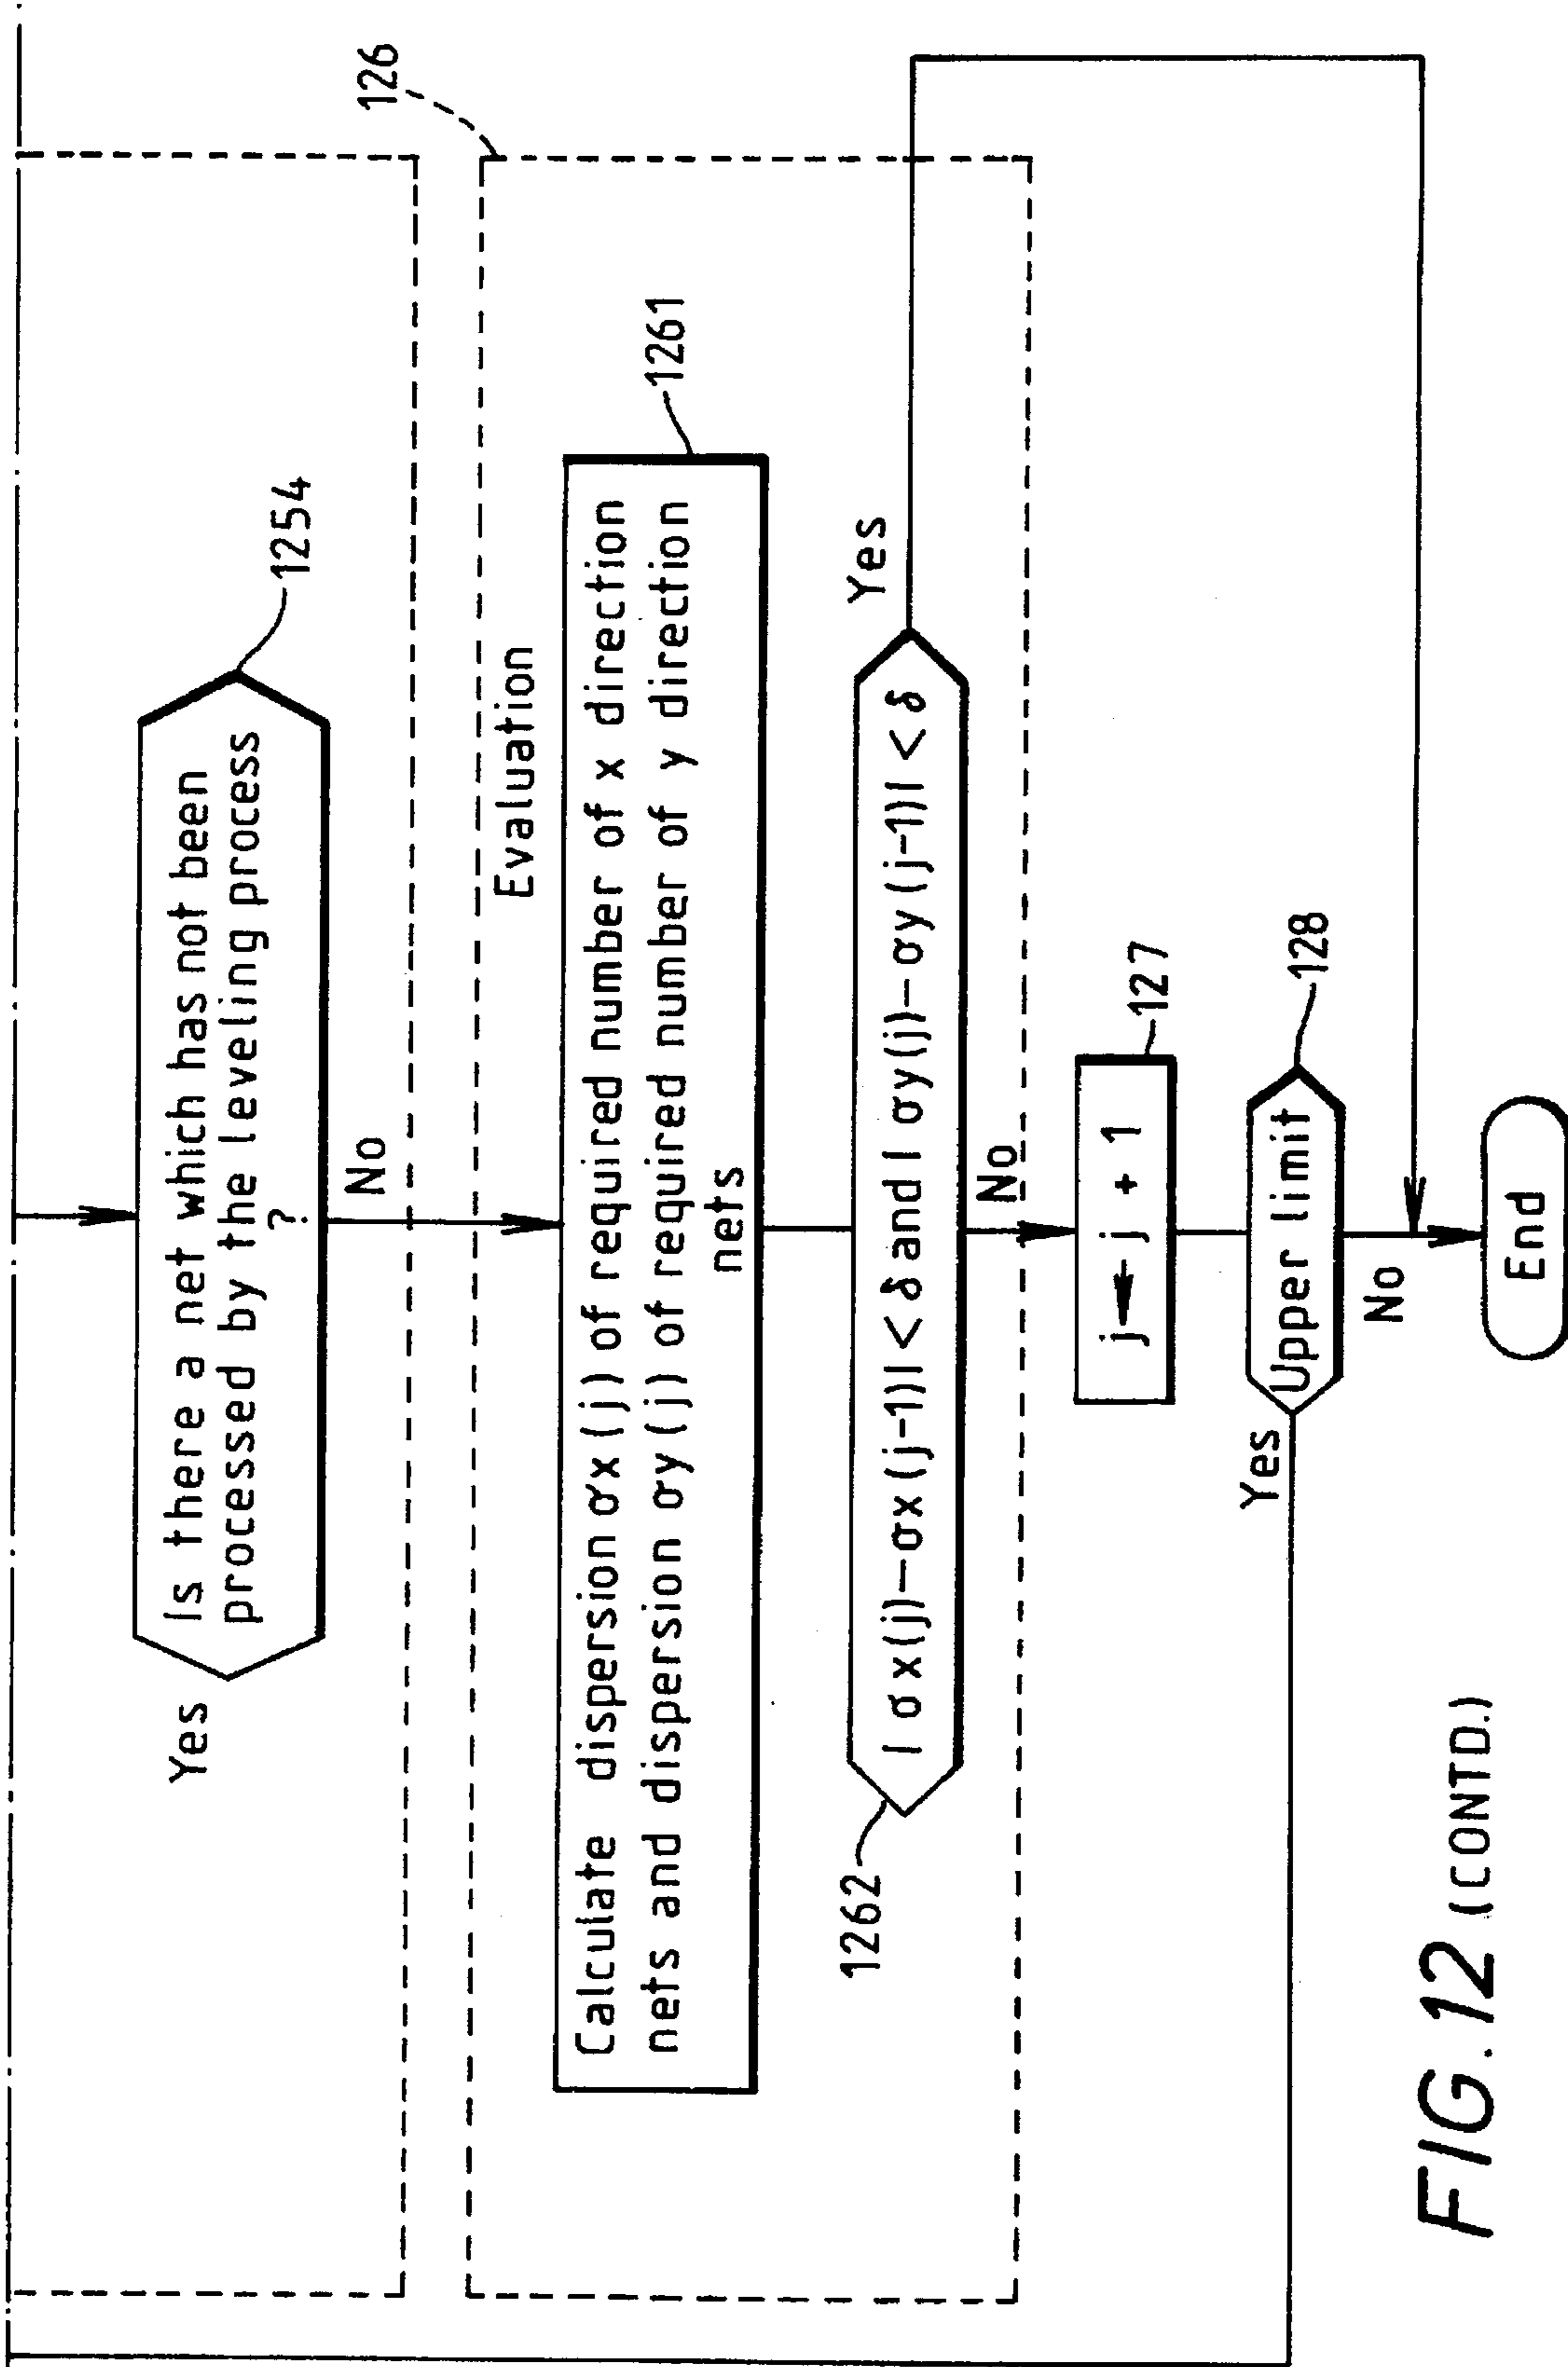 Is there a net which has not been
processed by the leveling process
?
1254
Yes
No
126
Evaluation
Calculate dispersion σx(j) of required number of x direction
nets and dispersion σy(j) of required number of y direction
nets
1261
| σx(j)−σx(j−1)|< δ and | σy(j)−σy(j−1)| < δ
1262
Yes
No
j ← j + 1
127
Upper limit
128
Yes
No
End
FIG. 12 (CONTD.)